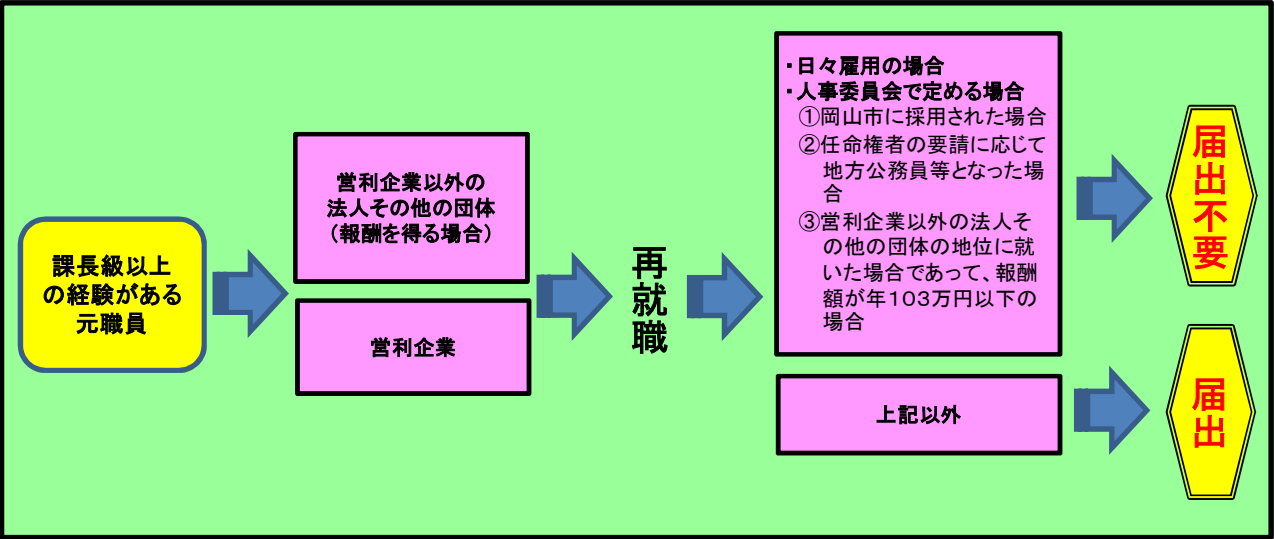 課長級以上
の経験がある
元職員
営利企業以外の
法人その他の団体
（報酬を得る場合）
営利企業
再就職
・日々雇用の場合
・人事委員会で定める場合
①岡山市に採用された場合
②任命権者の要請に応じて
地方公務員等となった場
合
③営利企業以外の法人そ
の他の団体の地位に就
いた場合であって、報酬
額が年１０３万円以下の
場合
上記以外
届出不要
届出